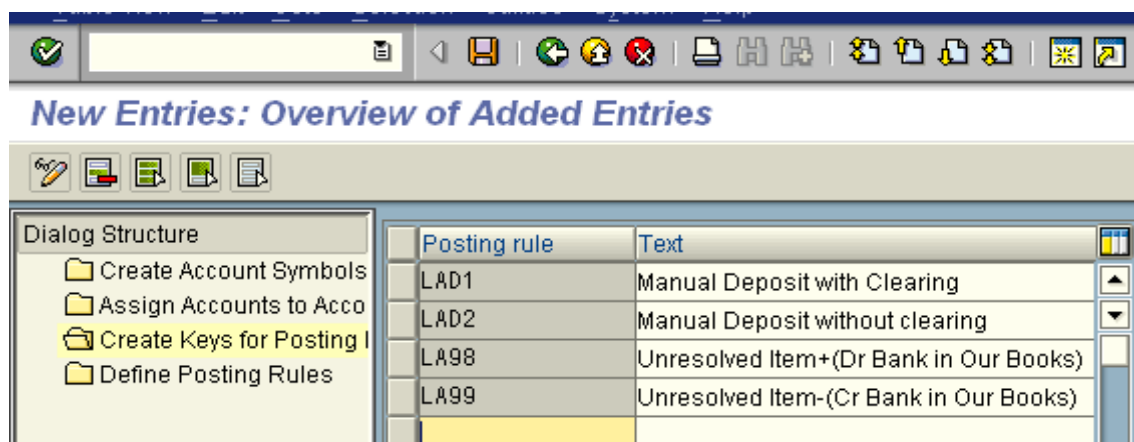 New Entries: Overview of Added Entries
Dialog Structure
Create Account Symbols
Assign Accounts to Acco
Create Keys for Posting
Define Posting Rules
Posting rule Text
LAD1 Manual Deposit with Clearing
LAD2 Manual Deposit without clearing
LA98 Unresolved Item+(Dr Bank in Our Books)
LA99 Unresolved Item-(Cr Bank in Our Books)